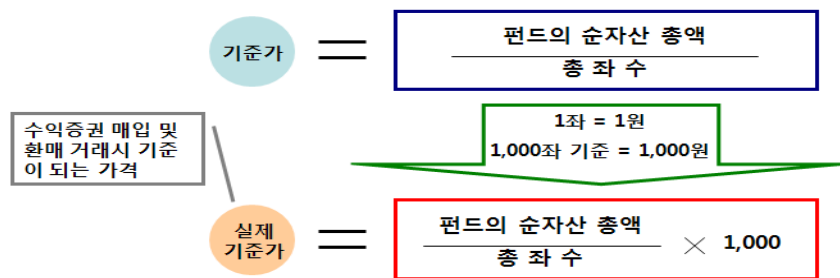 기준가
=
펀드의 순자산 총액
총 좌 수
수익증권 매입 및
환매 거래시 기준
이 되는 가격
1좌 = 1원
1,000좌 기준 = 1,000원
실제
기준가
=
펀드의 순자산 총액
총 좌 수
× 1,000